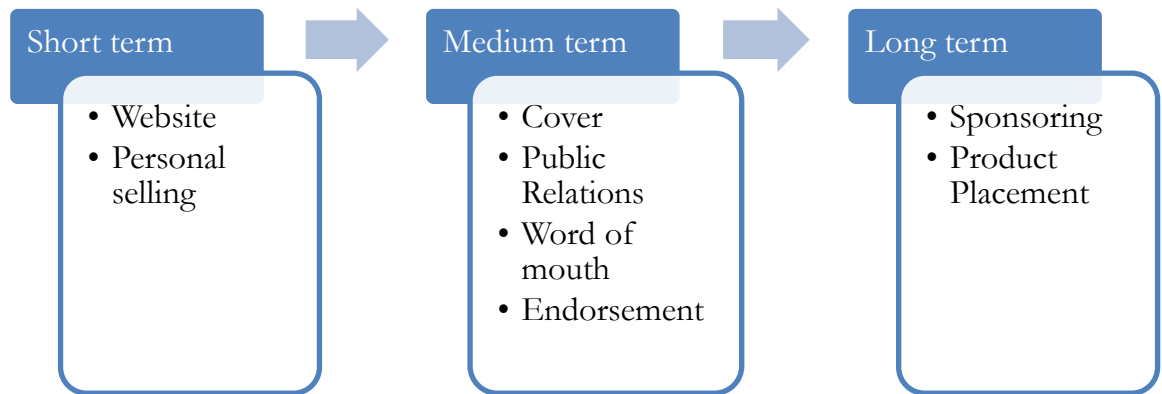 Short term
• Website
• Personal
selling
Medium term
• Cover
• Public
Relations
• Word of
mouth
• Endorsement
Long term
• Sponsoring
• Product
Placement